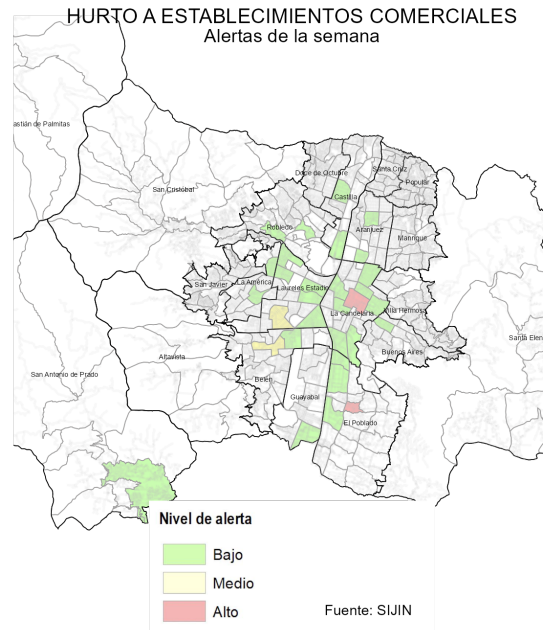 HURTO A ESTABLECIMIENTOS COMERCIALES
Alertas de la semana
astián de Palmitas
Doce de Octubre
Santa Cruz
Popular
San Cristóbal
Castilla
Robledo
Aranjuez
Manrique
San Javier
La América
Laureles Estadio
La Candelaria
Villa Hermosa
Santa Elen
Buenos Aires
Altavista
San Antonio de Prado
Belén
Guayabal
El Poblado
Nivel de alerta
Bajo
Medio
Alto
Fuente: SIJIN